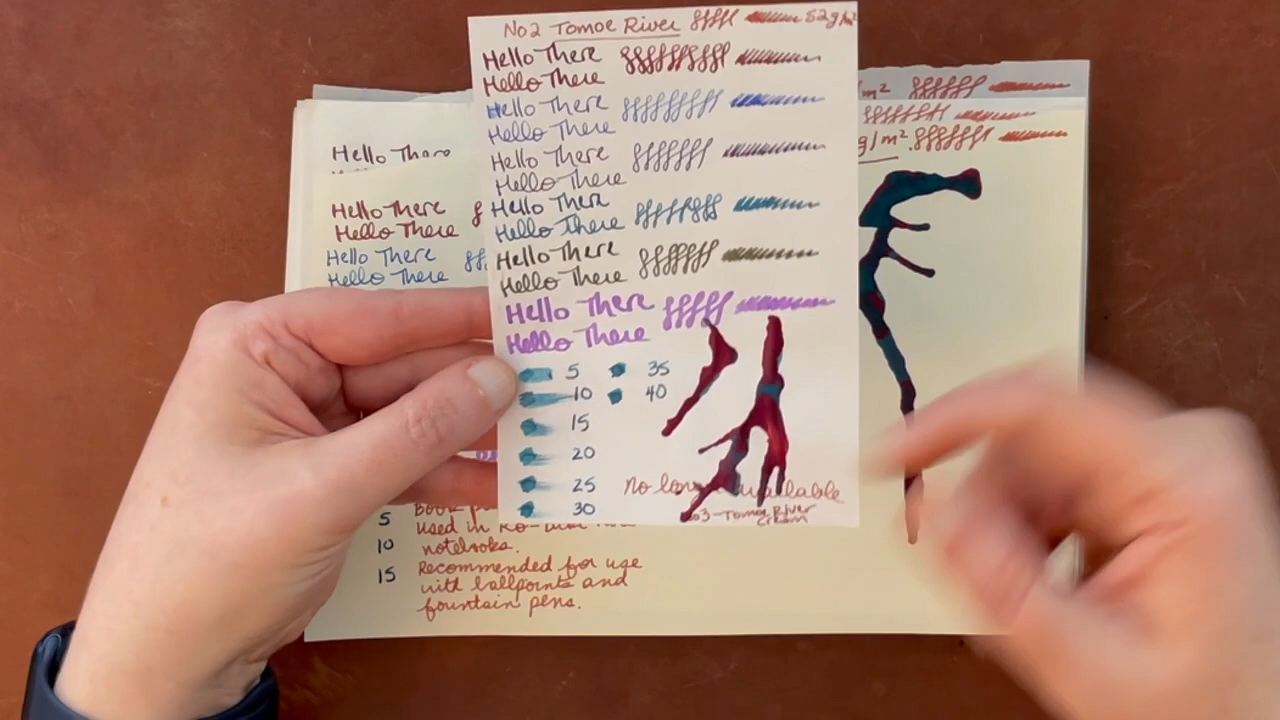 No2 Tomoe River 52g/m²
Hello There
Hello There
Hello There
Hello There
Hello There
Hello There
Hello There
Hello There
Hello There
Hello There
Hello There
Hello There
5 35
10 40
15
20
25
30
No
No3-Tomoe River
Cream
m²
g/m².
Hello There
Hello There
Hello There
Hello There
Hello There
5
used in
10 notebooks.
15 Recommended for use
with ballpoints and
fountain pens.